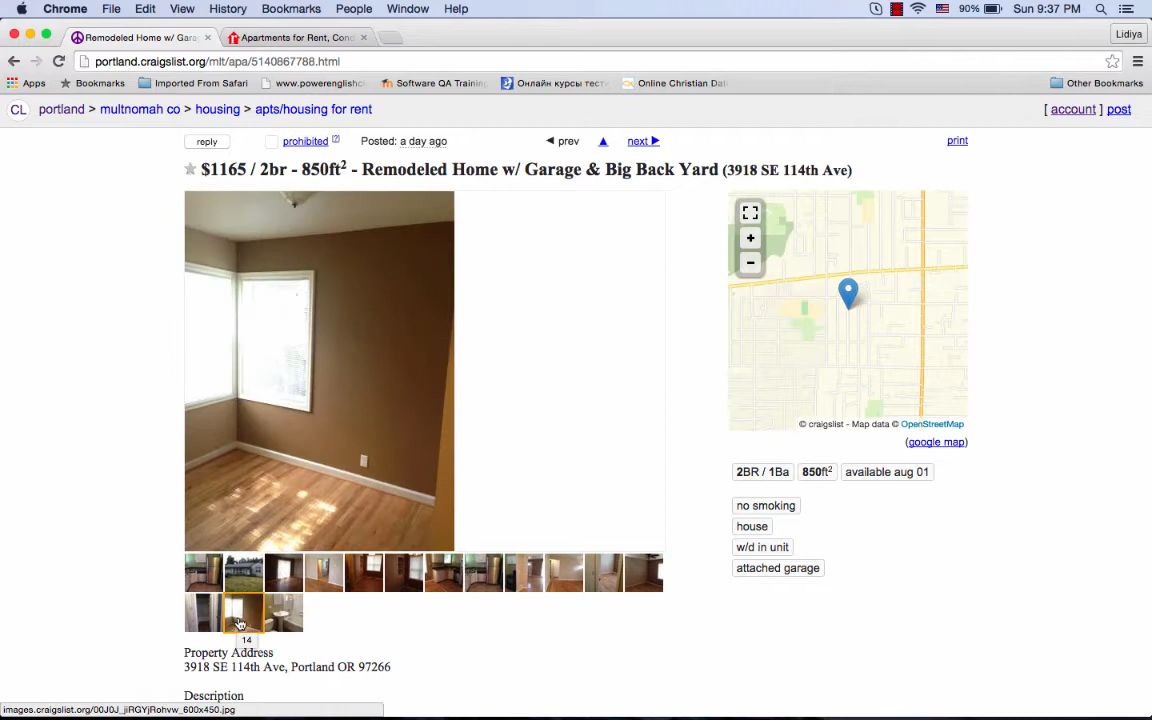 Chrome File Edit View History Bookmarks People Window Help 90% Sun 9:37 PM
Remodeled Home w/ Gara Apartments for Rent, Cond Lidiya
portland.craigslist.org/mlt/apa/5140867788.html
Apps Bookmarks Imported From Safari www.powerenglish Software QA Training Онлайн курсы тест Online Christian Dat Other Bookmarks
CL portland > multnomah co > housing > apts/housing for rent [ account ] post
reply prohibited [?] Posted: a day ago ◀ prev ▲ next ▶ print
$1165 / 2br - 850ft² - Remodeled Home w/ Garage & Big Back Yard (3918 SE 114th Ave)
+
−
© craigslist - Map data © OpenStreetMap
(google map)
2BR / 1Ba 850ft² available aug 01
no smoking
house
w/d in unit
attached garage
14
Property Address
3918 SE 114th Ave, Portland OR 97266
Description
images.craigslist.org/00J0J_jiRGYjRohvw_600x450.jpg